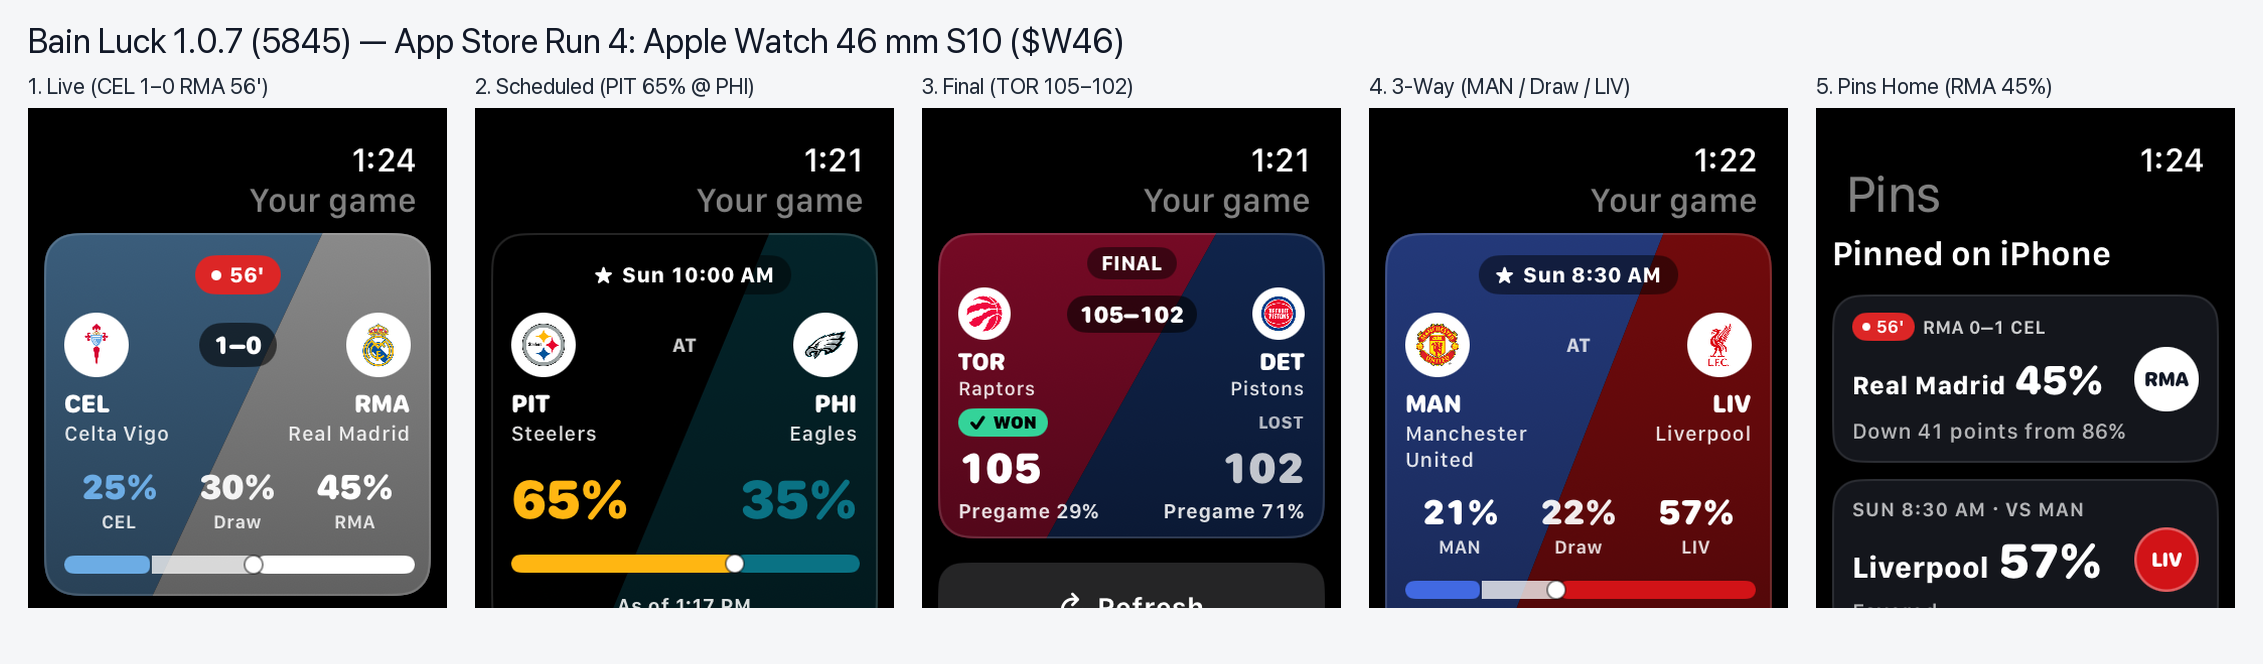 Bain Luck 1.0.7 (5845) — App Store Run 4: Apple Watch 46 mm S10 ($W46)
1. Live (CEL 1–0 RMA 56')
1:24
Your game
56'
1–0
CEL
RMA
Celta Vigo
Real Madrid
25%
30%
45%
CEL
Draw
RMA
2. Scheduled (PIT 65% @ PHI)
1:21
Your game
★ Sun 10:00 AM
AT
PIT
PHI
Steelers
Eagles
65%
35%
As of 1:17 PM
3. Final (TOR 105–102)
1:21
Your game
FINAL
105–102
TOR
DET
Raptors
Pistons
✓ WON
LOST
105
102
Pregame 29%
Pregame 71%
Refresh
4. 3-Way (MAN / Draw / LIV)
1:22
Your game
★ Sun 8:30 AM
AT
L.F.C.
MAN
LIV
Manchester
United
Liverpool
21%
22%
57%
MAN
Draw
LIV
5. Pins Home (RMA 45%)
1:24
Pins
Pinned on iPhone
56' RMA 0–1 CEL
Real Madrid 45%
RMA
Down 41 points from 86%
SUN 8:30 AM · VS MAN
Liverpool 57%
LIV